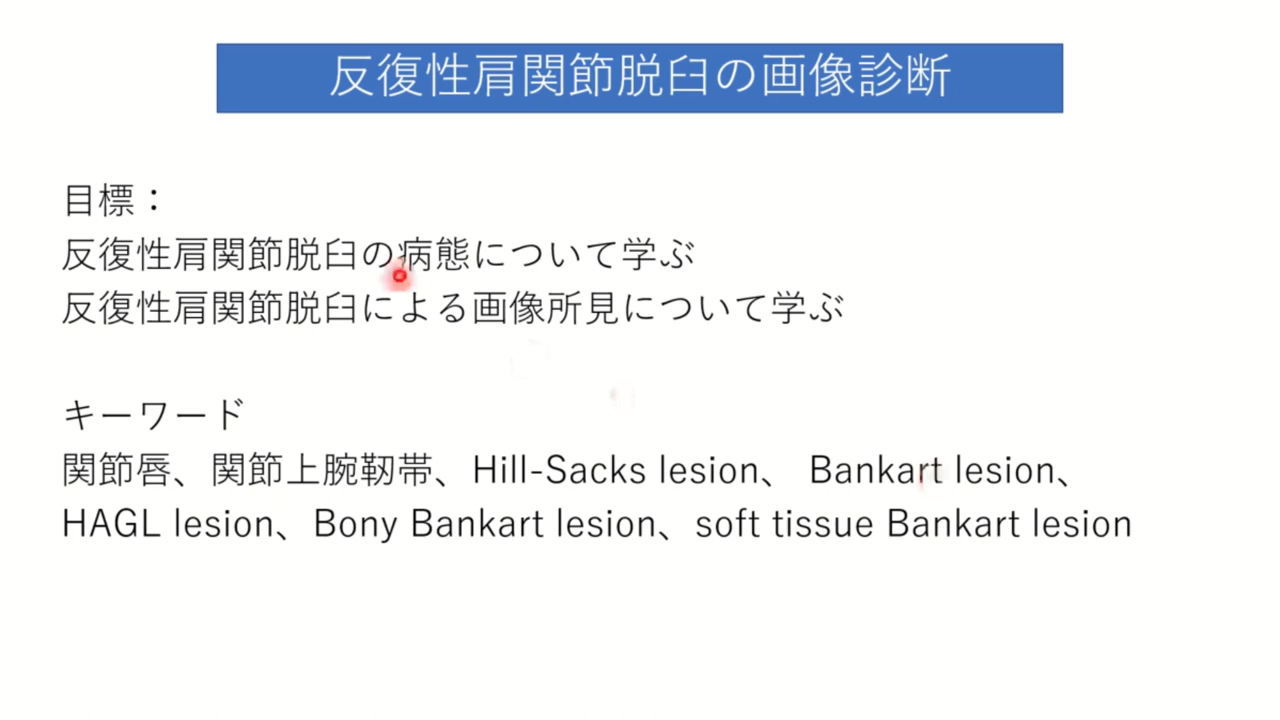 反復性肩関節脱臼の画像診断
目標：
反復性肩関節脱臼の病態について学ぶ
反復性肩関節脱臼による画像所見について学ぶ
キーワード
関節唇、関節上腕靭帯、Hill-Sacks lesion、 Bankart lesion、
HAGL lesion、Bony Bankart lesion、soft tissue Bankart lesion